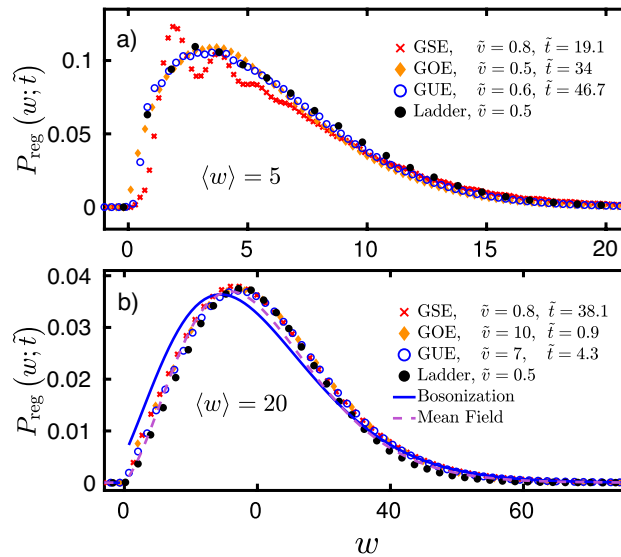 a)
GSE, ṽ = 0.8, t̃ = 19.1
GOE, ṽ = 0.5, t̃ = 34
GUE, ṽ = 0.6, t̃ = 46.7
Ladder, ṽ = 0.5
⟨w⟩ = 5
P_reg(w; t̃)
0.1
0.05
0
0 5 10 15 20
b)
GSE, ṽ = 0.8, t̃ = 38.1
GOE, ṽ = 10, t̃ = 0.9
GUE, ṽ = 7, t̃ = 4.3
Ladder, ṽ = 0.5
Bosonization
Mean Field
⟨w⟩ = 20
P_reg(w; t̃)
0.04
0.03
0.02
0.01
0
0 0 40 60
w